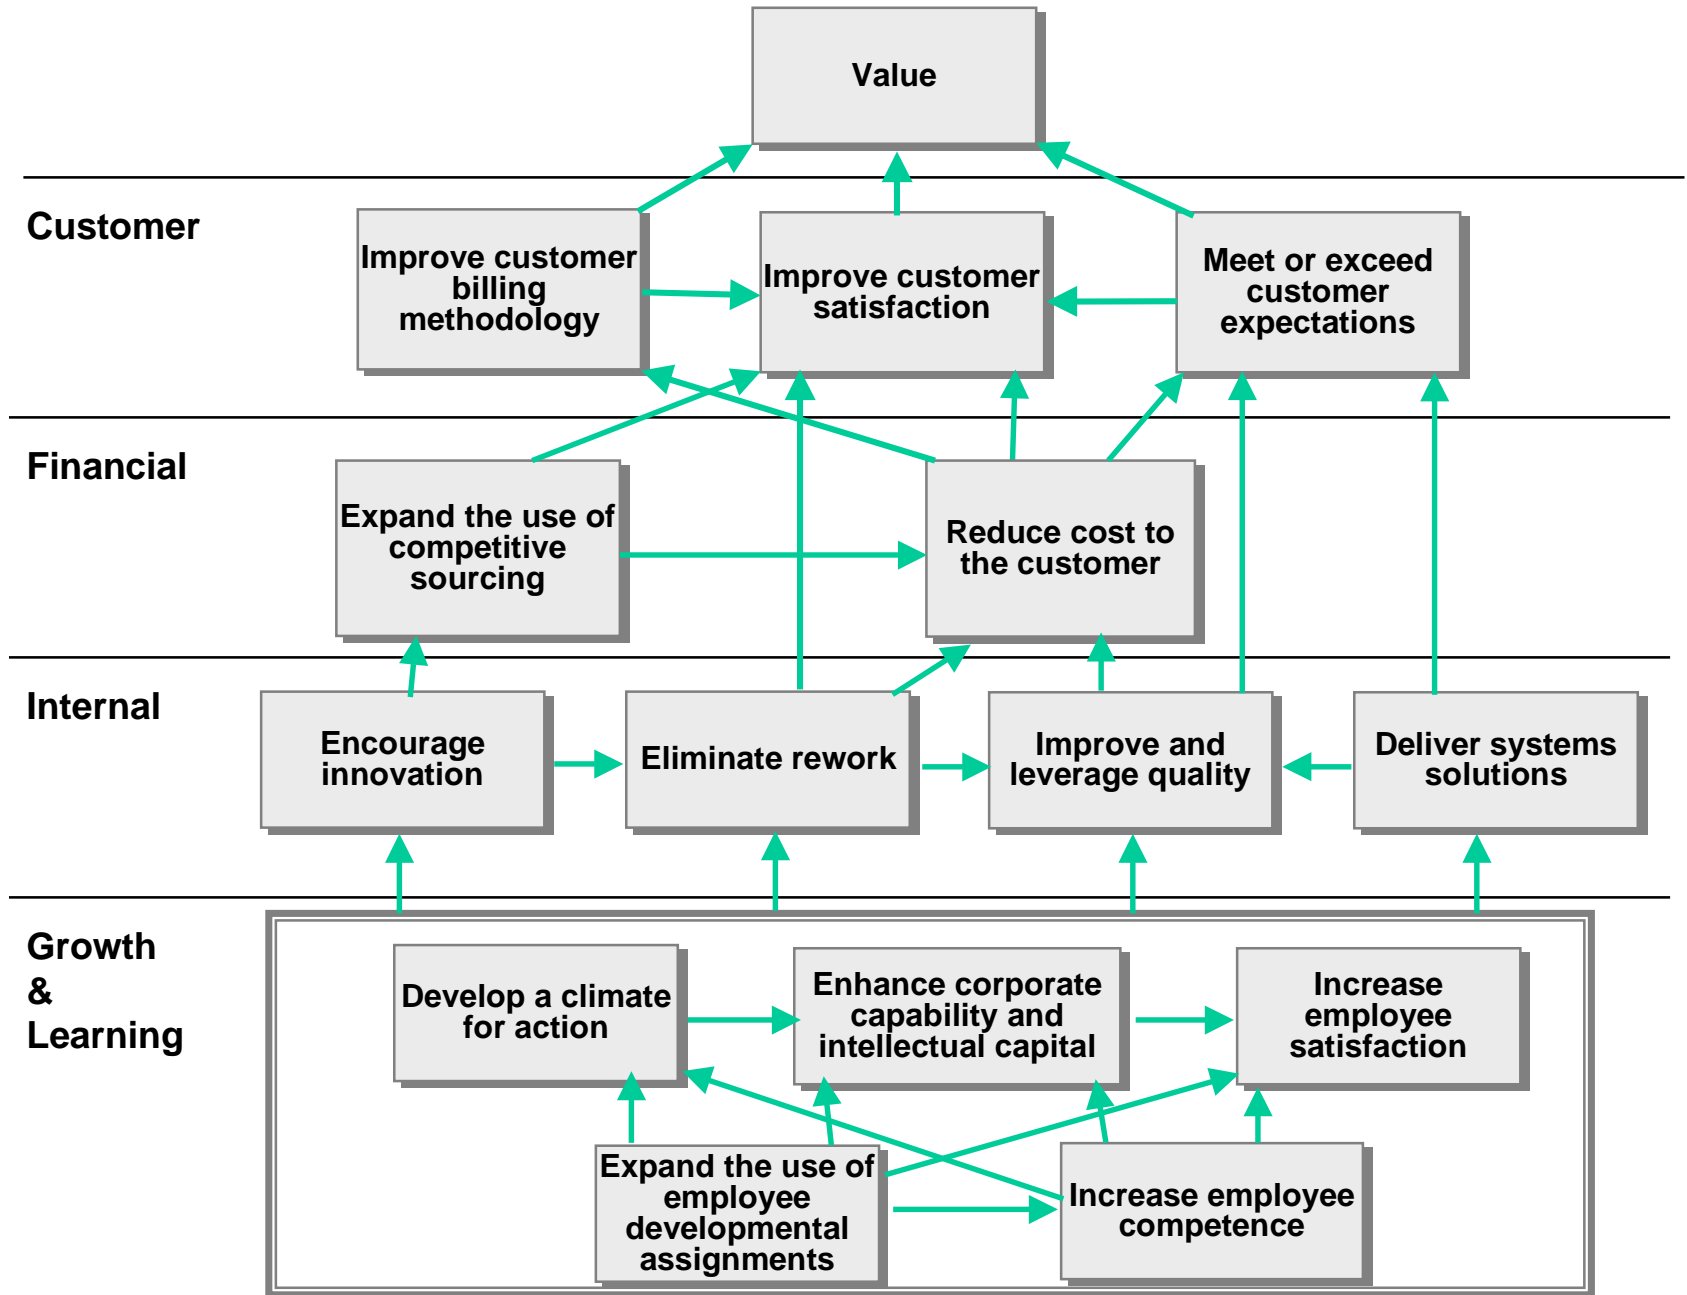 Value
Customer
Improve customer
billing
methodology
Improve customer
satisfaction
Meet or exceed
customer
expectations
Financial
Expand the use of
competitive
sourcing
Reduce cost to
the customer
Internal
Encourage
innovation
Eliminate rework
Improve and
leverage quality
Deliver systems
solutions
Growth
&
Learning
Develop a climate
for action
Enhance corporate
capability and
intellectual capital
Increase
employee
satisfaction
Expand the use of
employee
developmental
assignments
Increase employee
competence